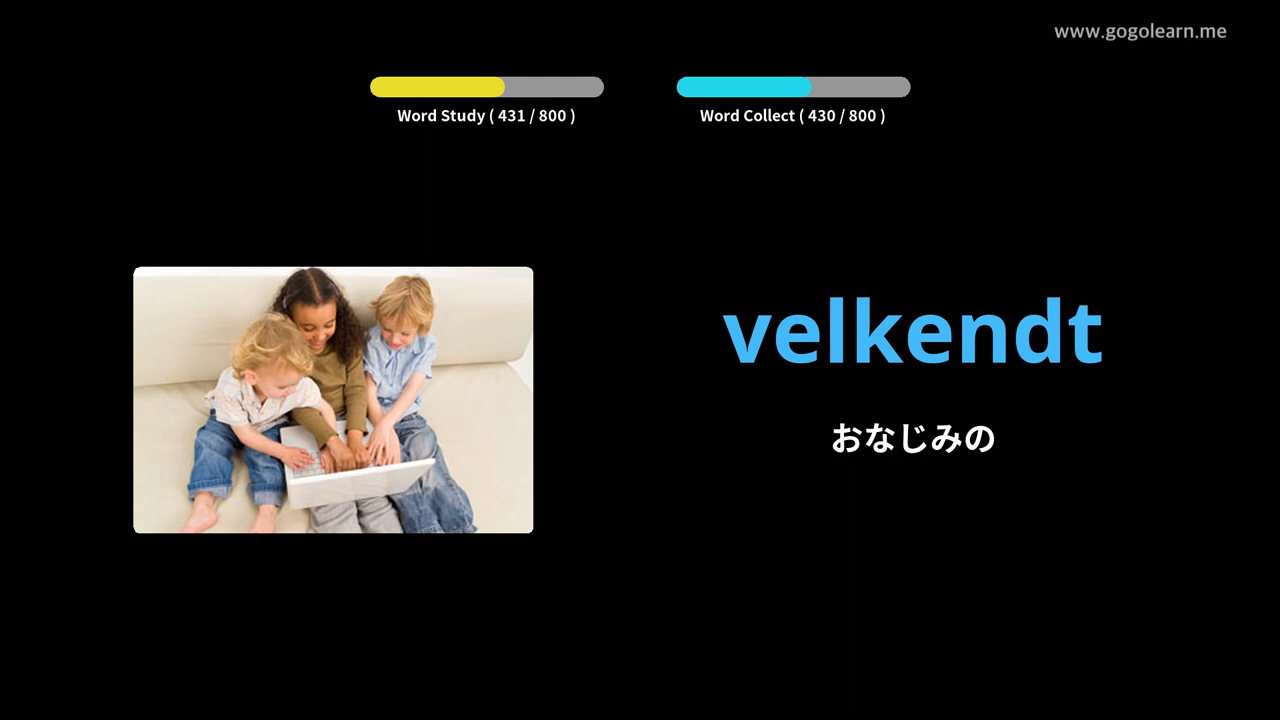 www.gogolearn.me
Word Study ( 431 / 800 )
Word Collect ( 430 / 800 )
velkendt
おなじみの